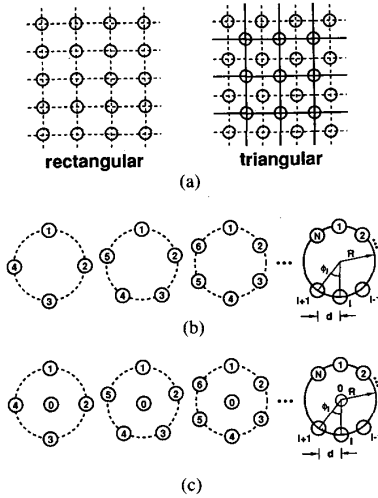 rectangular triangular
(a)
1 1 1 N 1 2
4 2 5 2 6 2 ... R
4 3 5 3 ϕ_l
3 4 l+1 l l-
d
(b)
1 1 1 N 1 2
4 0 2 5 0 2 6 0 2 ... 0 R
4 3 5 3 ϕ_l
3 4 l+1 l l-
d
(c)